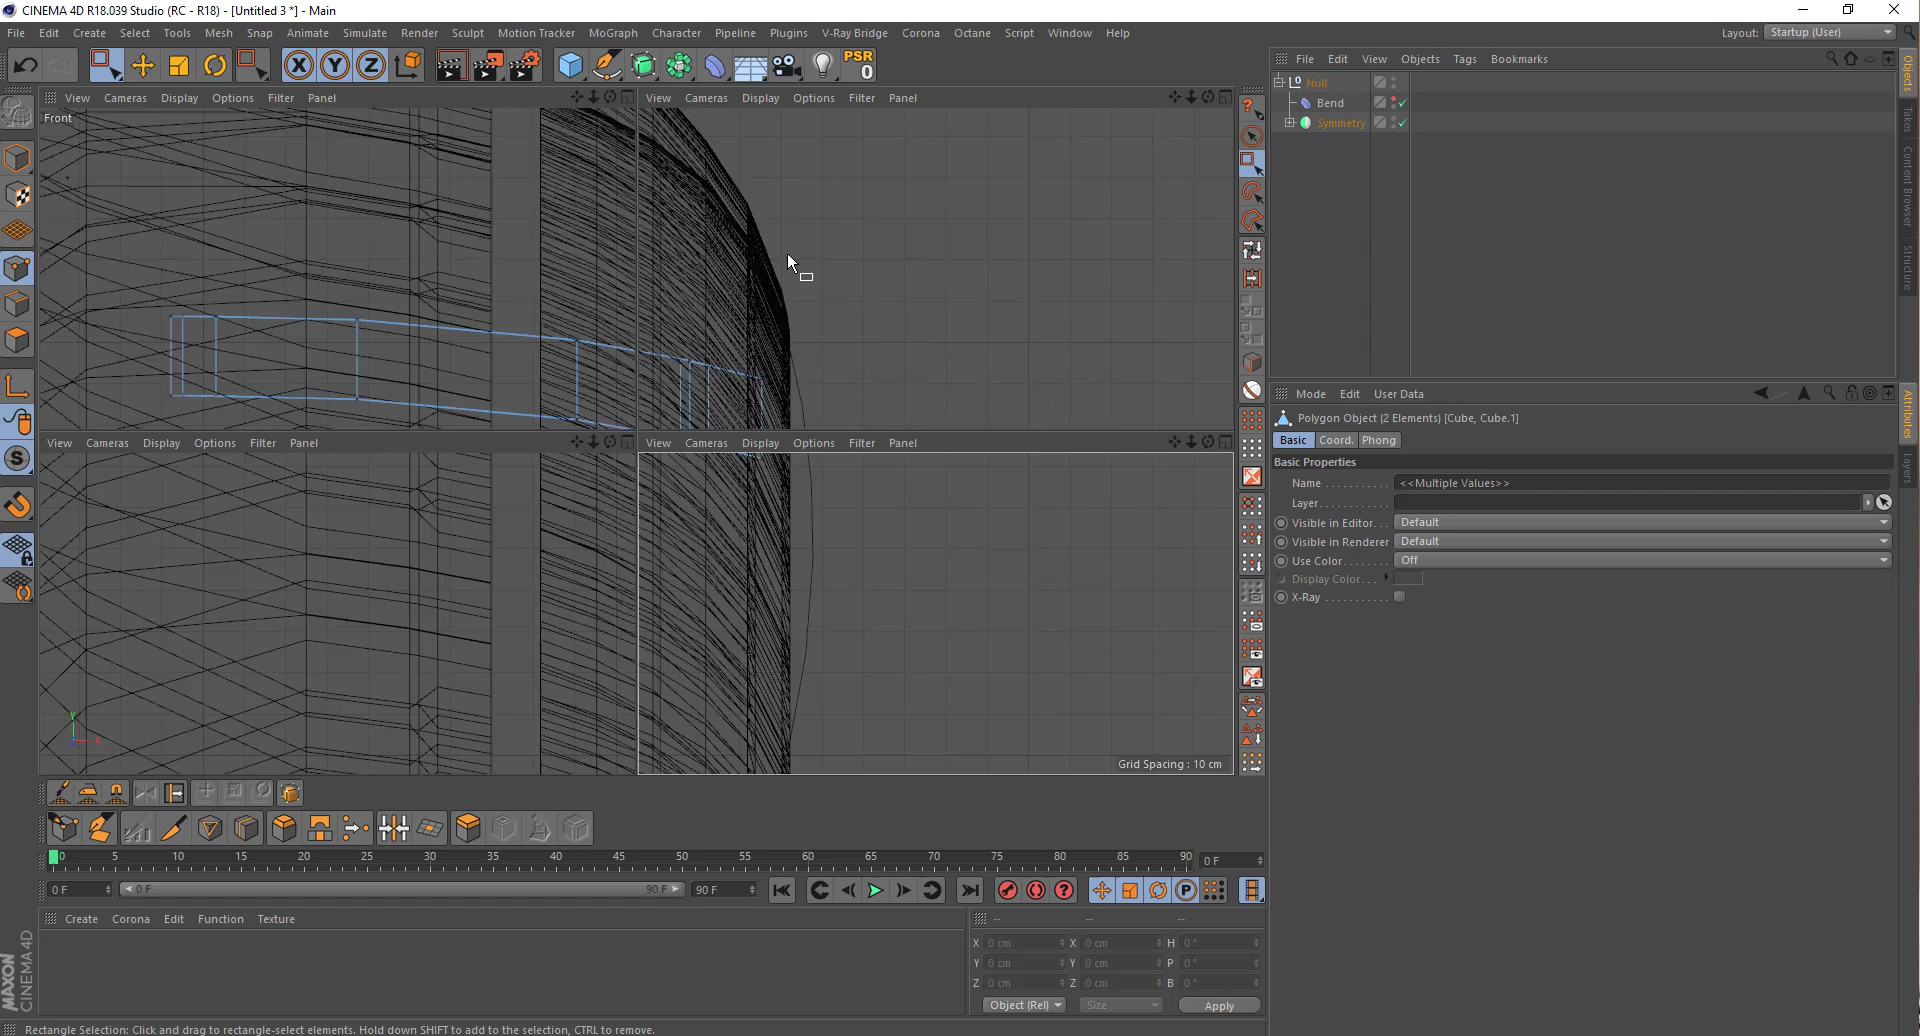 CINEMA 4D R18.039 Studio (RC - R18) - [Untitled 3 *] - Main
File Edit Create Select Tools Mesh Snap Animate Simulate Render Sculpt Motion Tracker MoGraph Character Pipeline Plugins V-Ray Bridge Corona Octane Script Window Help Layout: Startup (User)
X Y Z PSR
0
File Edit View Objects Tags Bookmarks
Null
Bend
Symmetry
Objects
Takes
Content Browser
Structure
View Cameras Display Options Filter Panel
View Cameras Display Options Filter Panel
Front
View Cameras Display Options Filter Panel
View Cameras Display Options Filter Panel
Y
Grid Spacing : 10 cm
Mode Edit User Data
Polygon Object (2 Elements) [Cube, Cube.1]
Basic Coord. Phong
Basic Properties
Name . . . . . . . . . . . <<Multiple Values>>
Layer. . . . . . . . . . . .
Visible in Editor. . . Default
Visible in Renderer Default
Use Color. . . . . . . . Off
Display Color. . .
X-Ray . . . . . . . . . . .
Attributes
Layers
0 5 10 15 20 25 30 35 40 45 50 55 60 65 70 75 80 85 90 0 F
0 F 0 F 90 F 90 F
Create Corona Edit Function Texture
-- -- --
X 0 cm X 0 cm H 0 °
Y 0 cm Y 0 cm P 0 °
Z 0 cm Z 0 cm B 0 °
Object (Rel) Size Apply
MAXON
CINEMA 4D
Rectangle Selection: Click and drag to rectangle-select elements. Hold down SHIFT to add to the selection, CTRL to remove.